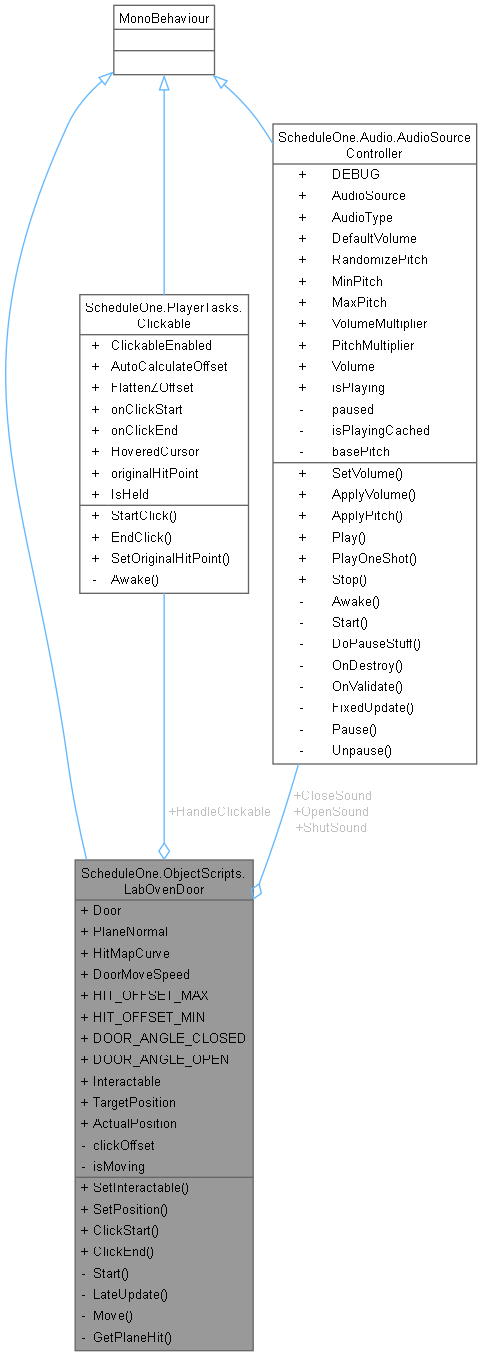 MonoBehaviour
ScheduleOne.Audio.AudioSource
Controller
+ DEBUG
+ AudioSource
+ AudioType
+ DefaultVolume
+ RandomizePitch
+ MinPitch
+ MaxPitch
+ VolumeMultiplier
+ PitchMultiplier
+ Volume
+ isPlaying
- paused
- isPlayingCached
- basePitch
+ SetVolume()
+ ApplyVolume()
+ ApplyPitch()
+ Play()
+ PlayOneShot()
+ Stop()
- Awake()
- Start()
- DoPauseStuff()
- OnDestroy()
- OnValidate()
- FixedUpdate()
- Pause()
- Unpause()
ScheduleOne.PlayerTasks.
Clickable
+ ClickableEnabled
+ AutoCalculateOffset
+ FlattenZOffset
+ onClickStart
+ onClickEnd
+ HoveredCursor
+ originalHitPoint
+ IsHeld
+ StartClick()
+ EndClick()
+ SetOriginalHitPoint()
- Awake()
+HandleClickable
+CloseSound
+OpenSound
+ShutSound
ScheduleOne.ObjectScripts.
LabOvenDoor
+ Door
+ PlaneNormal
+ HitMapCurve
+ DoorMoveSpeed
+ HIT_OFFSET_MAX
+ HIT_OFFSET_MIN
+ DOOR_ANGLE_CLOSED
+ DOOR_ANGLE_OPEN
+ Interactable
+ TargetPosition
+ ActualPosition
- clickOffset
- isMoving
+ SetInteractable()
+ SetPosition()
+ ClickStart()
+ ClickEnd()
- Start()
- LateUpdate()
- Move()
- GetPlaneHit()